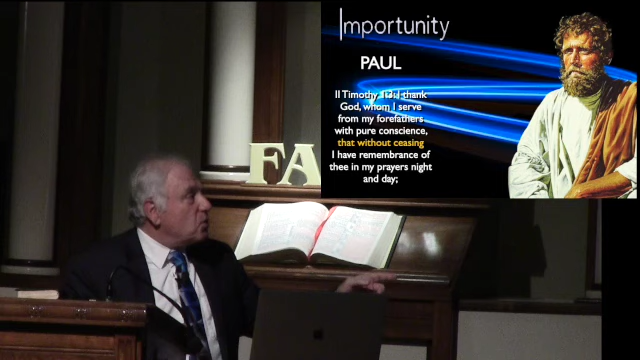 Importunity
PAUL
II Timothy 1:3: I thank
God, whom I serve
from my forefathers
with pure conscience,
that without ceasing
I have remembrance of
thee in my prayers night
and day;
FA